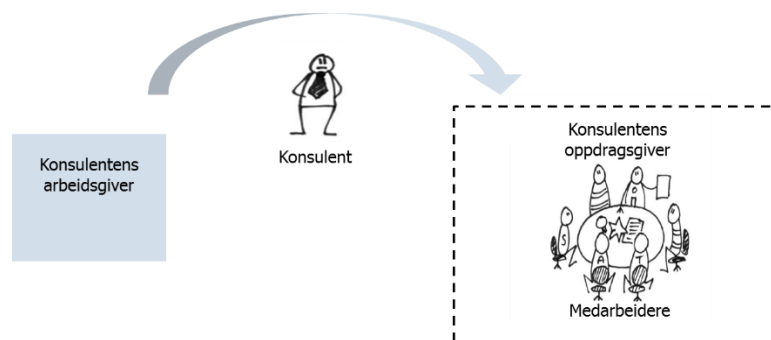 Konsulentens
arbeidsgiver
Konsulent
Konsulentens
oppdragsgiver
Medarbeidere